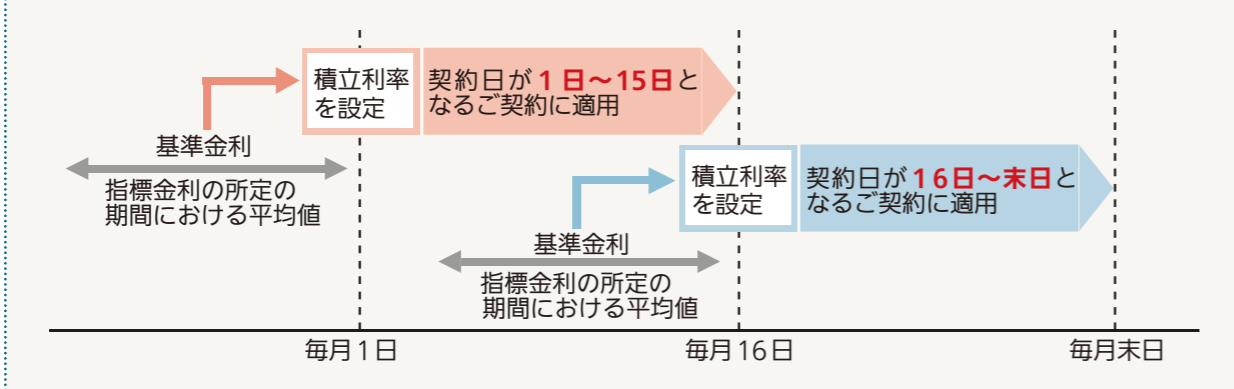 積立利率
を設定
契約日が1日～15日と
なるご契約に適用
基準金利
指標金利の所定の
期間における平均値
積立利率
を設定
契約日が16日～末日と
なるご契約に適用
基準金利
指標金利の所定の
期間における平均値
毎月1日
毎月16日
毎月末日